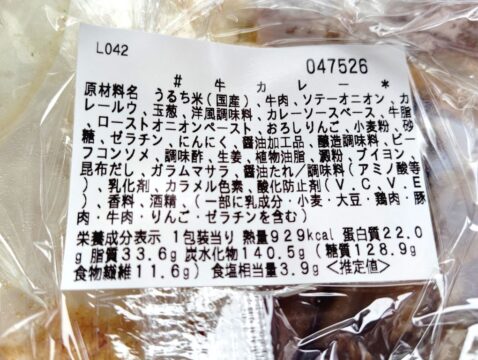 L042
047526
#牛カレー*
原材料名 うるち米(国産)、牛肉、ソテーオニオン、カ
レールウ、玉葱、洋風調味料、カレーソースベース、牛脂
、ローストオニオンペースト、おろしりんご、小麦粉、砂
糖、ゼラチン、にんにく、醤油加工品、醸造調味料、ビー
フコンソメ、調味酢、生姜、植物油脂、澱粉、ブイヨン、
昆布だし、ガラムマサラ、醤油たれ/調味料(アミノ酸等
)、乳化剤、カラメル色素、酸化防止剤(V.C、V.E
)、香料、酒精、(一部に乳成分・小麦・大豆・鶏肉・豚
肉・牛肉・りんご・ゼラチンを含む)
栄養成分表示 1包装当り 熱量929kcal 蛋白質22.0
g 脂質33.6g 炭水化物140.5g(糖質128.9g
食物繊維11.6g) 食塩相当量3.9g <推定値>